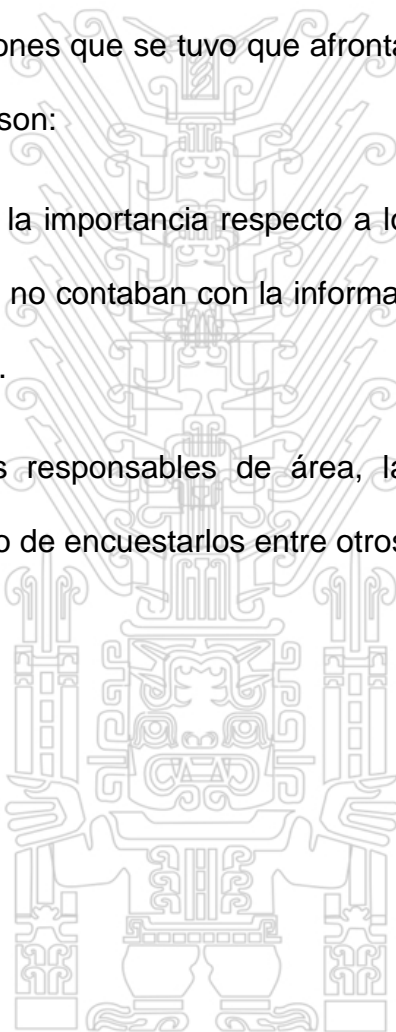 ones que se tuvo que afronta
son:
la importancia respecto a lo
no contaban con la informa
.
s responsables de área, la
o de encuestarlos entre otros